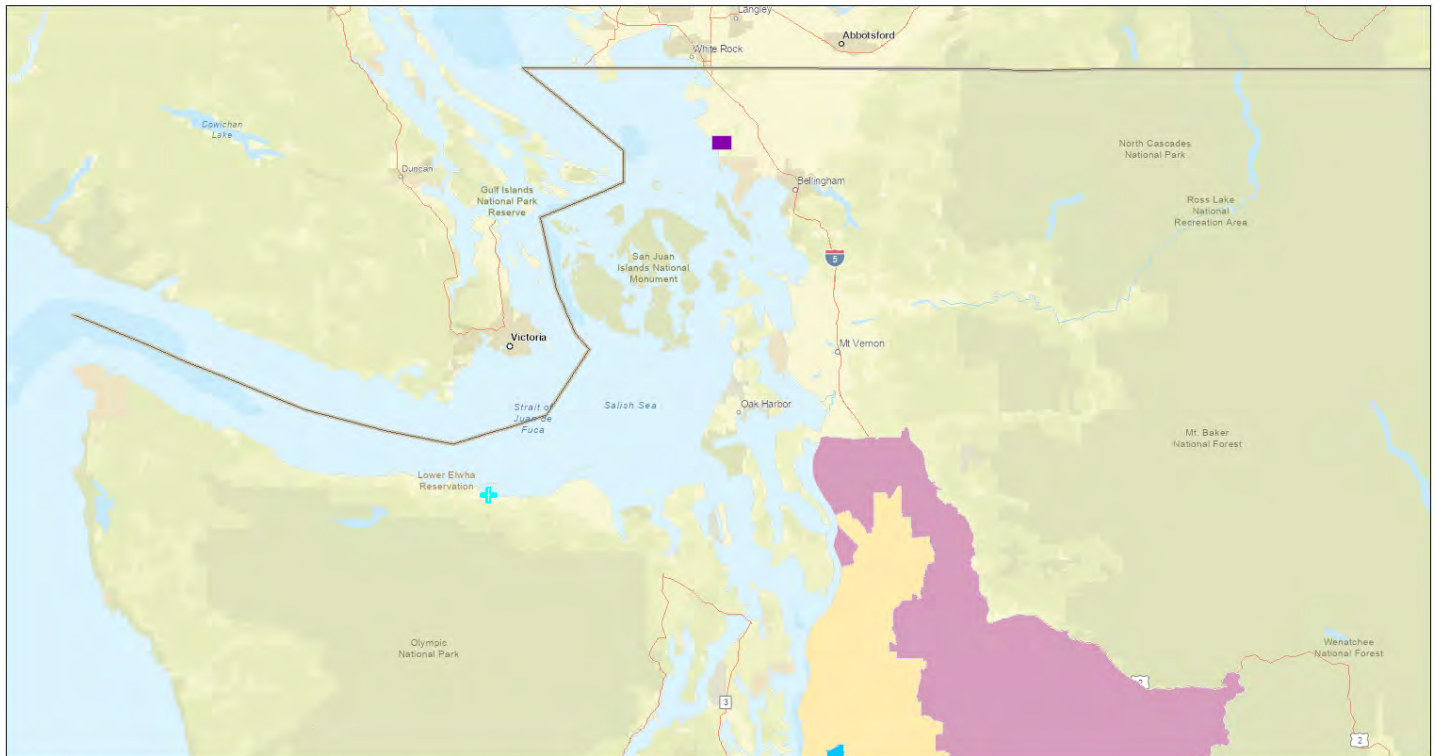 Langley
Abbotsford
White Rock
Cowichan
Lake
Duncan
Gulf Islands
National Park
Reserve
Bellingham
North Cascades
National Park
Ross Lake
National
Recreation Area
San Juan
Islands National
Monument
5
Victoria
Mt Vernon
Strait of
Juan de
Fuca
Salish Sea
Oak Harbor
Mt. Baker
National Forest
Lower Elwha
Reservation
Olympic
National Park
Wenatchee
National Forest
3
2
2